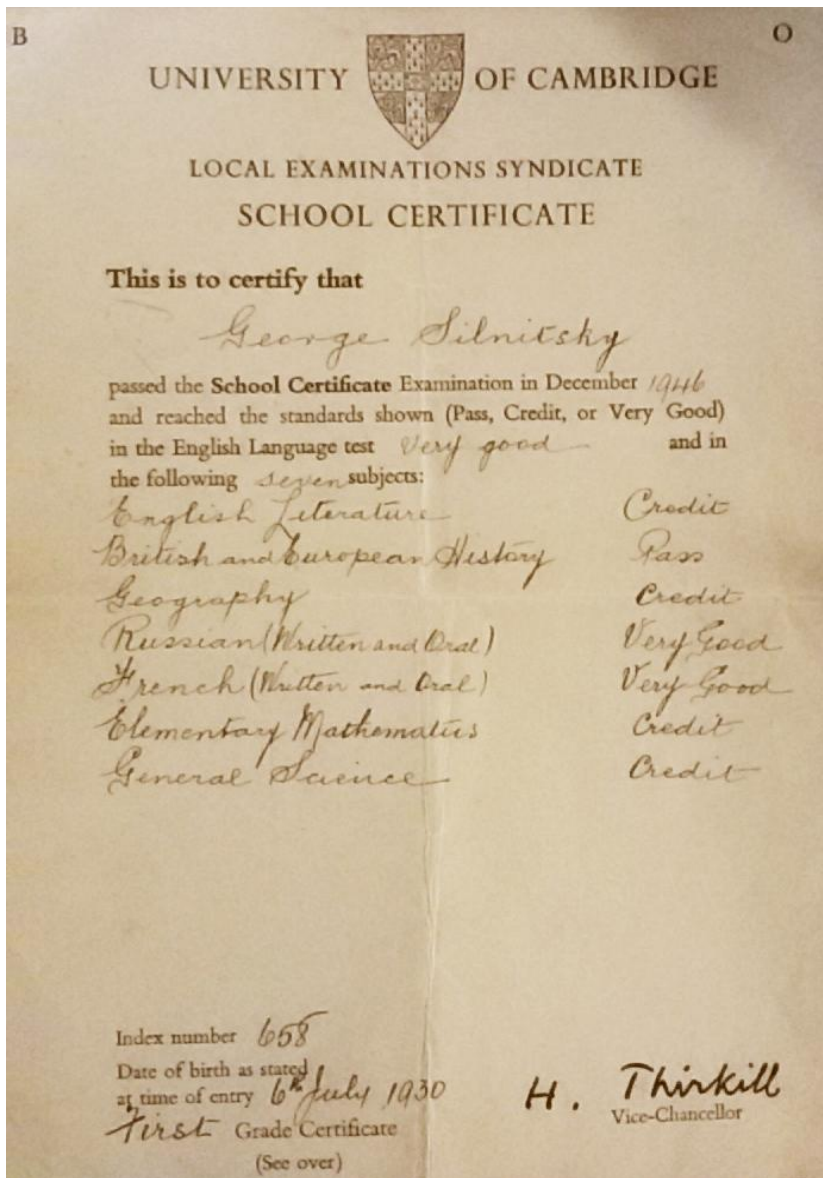 B O
UNIVERSITY OF CAMBRIDGE
LOCAL EXAMINATIONS SYNDICATE
SCHOOL CERTIFICATE
This is to certify that
George Silnitsky
passed the School Certificate Examination in December 1946
and reached the standards shown (Pass, Credit, or Very Good)
in the English Language test Very good and in
the following seven subjects:
English Literature Credit
British and European History Pass
Geography Credit
Russian (Written and Oral) Very Good
French (Written and Oral) Very Good
Elementary Mathematics Credit
General Science Credit
Index number 658
Date of birth as stated
at time of entry 6th July 1930
First Grade Certificate
(See over)
H. Thirkill
Vice-Chancellor